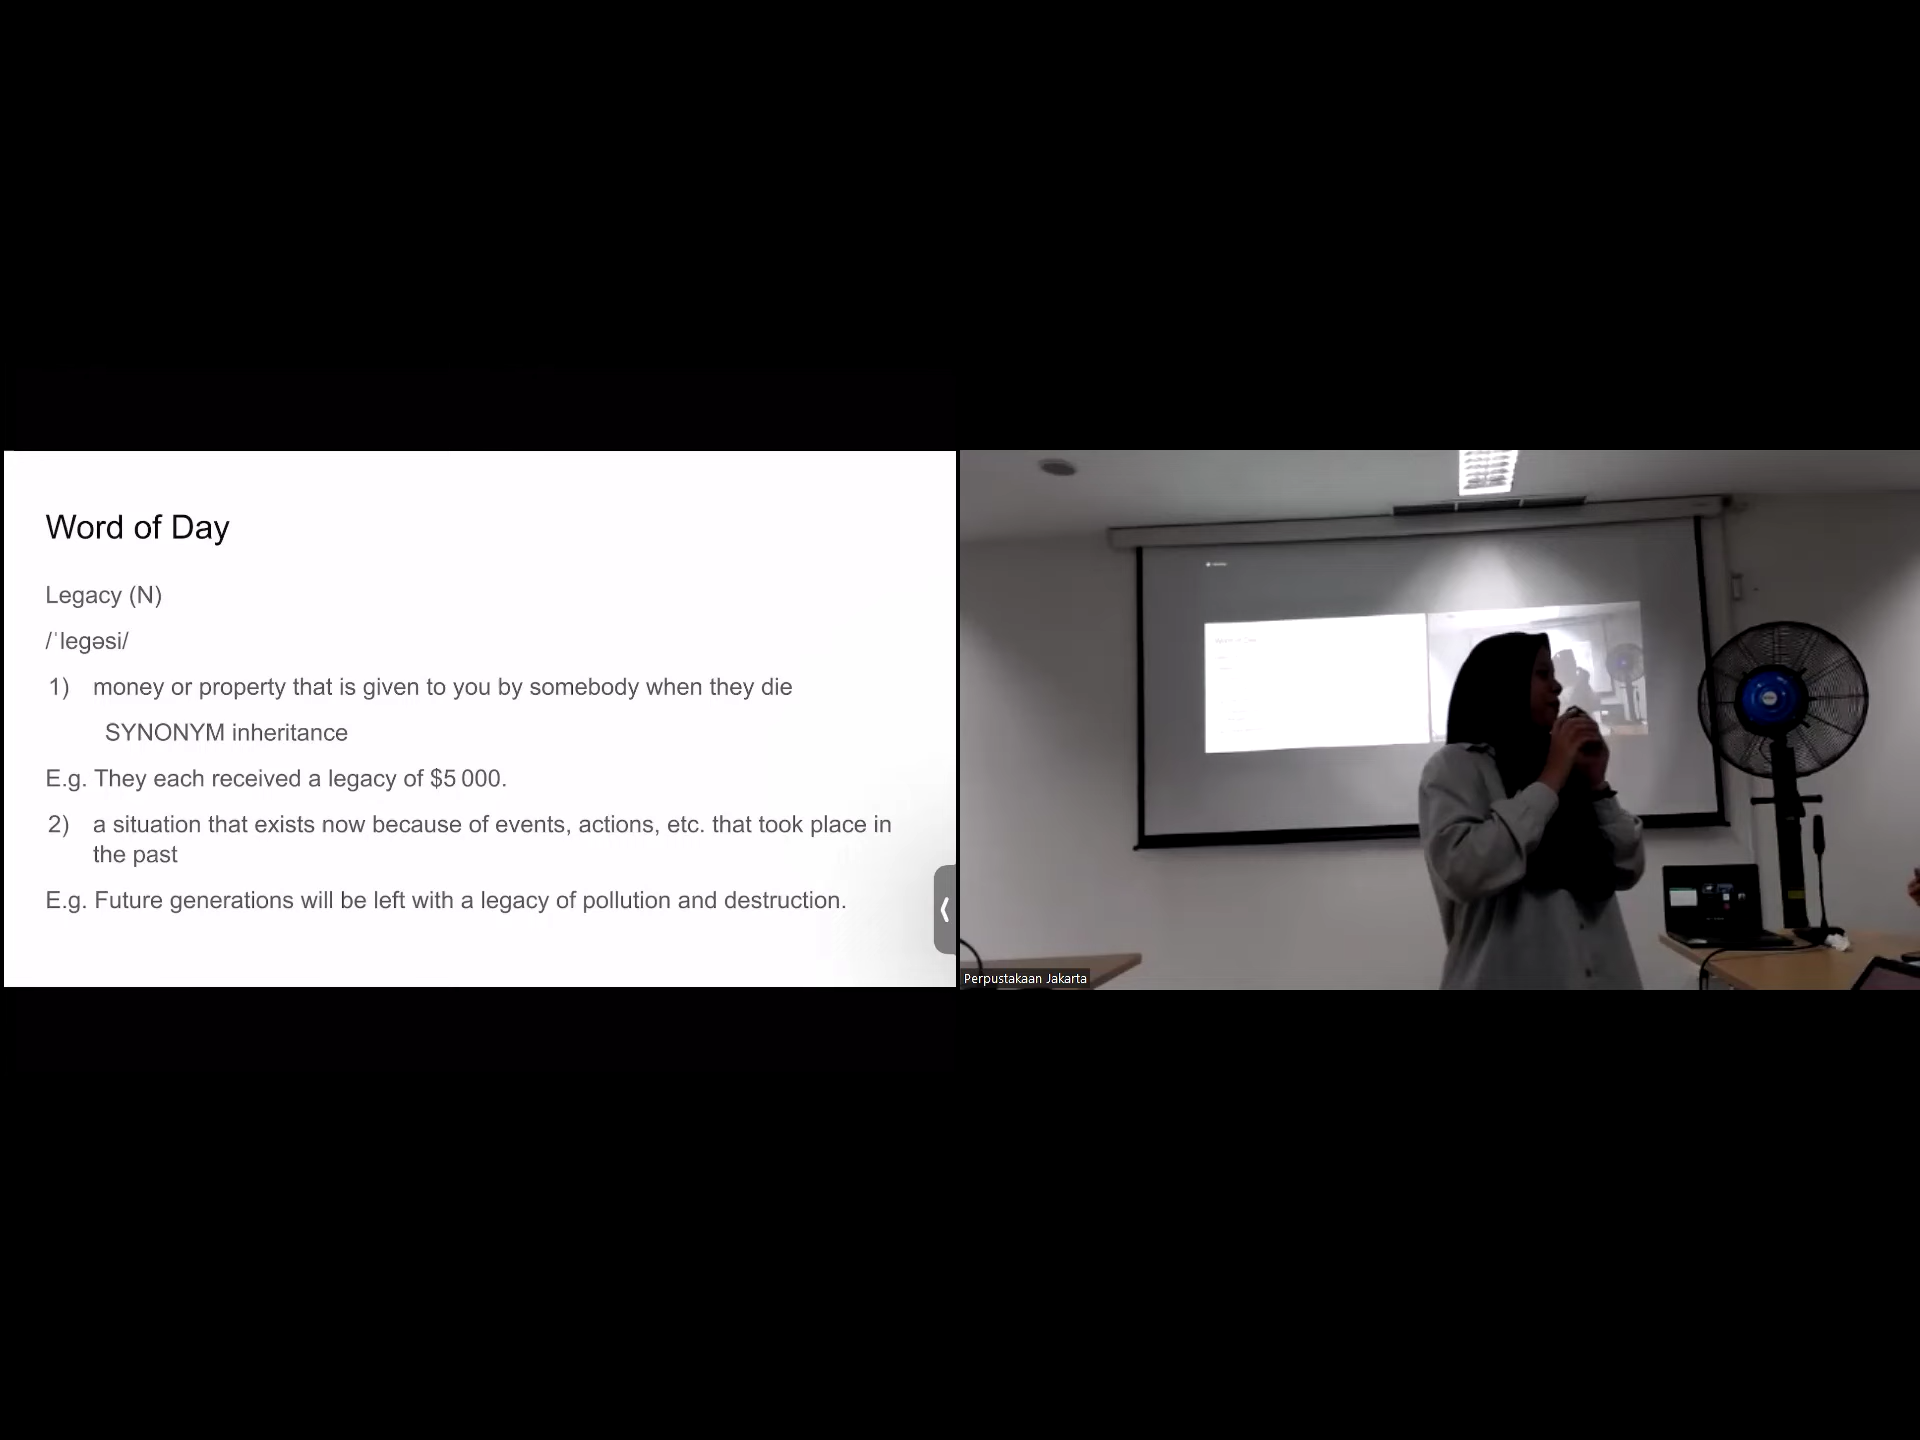 Word of Day
Legacy (N)
/ˈleɡəsi/
1) money or property that is given to you by somebody when they die
SYNONYM inheritance
E.g. They each received a legacy of $5 000.
2) a situation that exists now because of events, actions, etc. that took place in
the past
E.g. Future generations will be left with a legacy of pollution and destruction.
Perpustakaan Jakarta